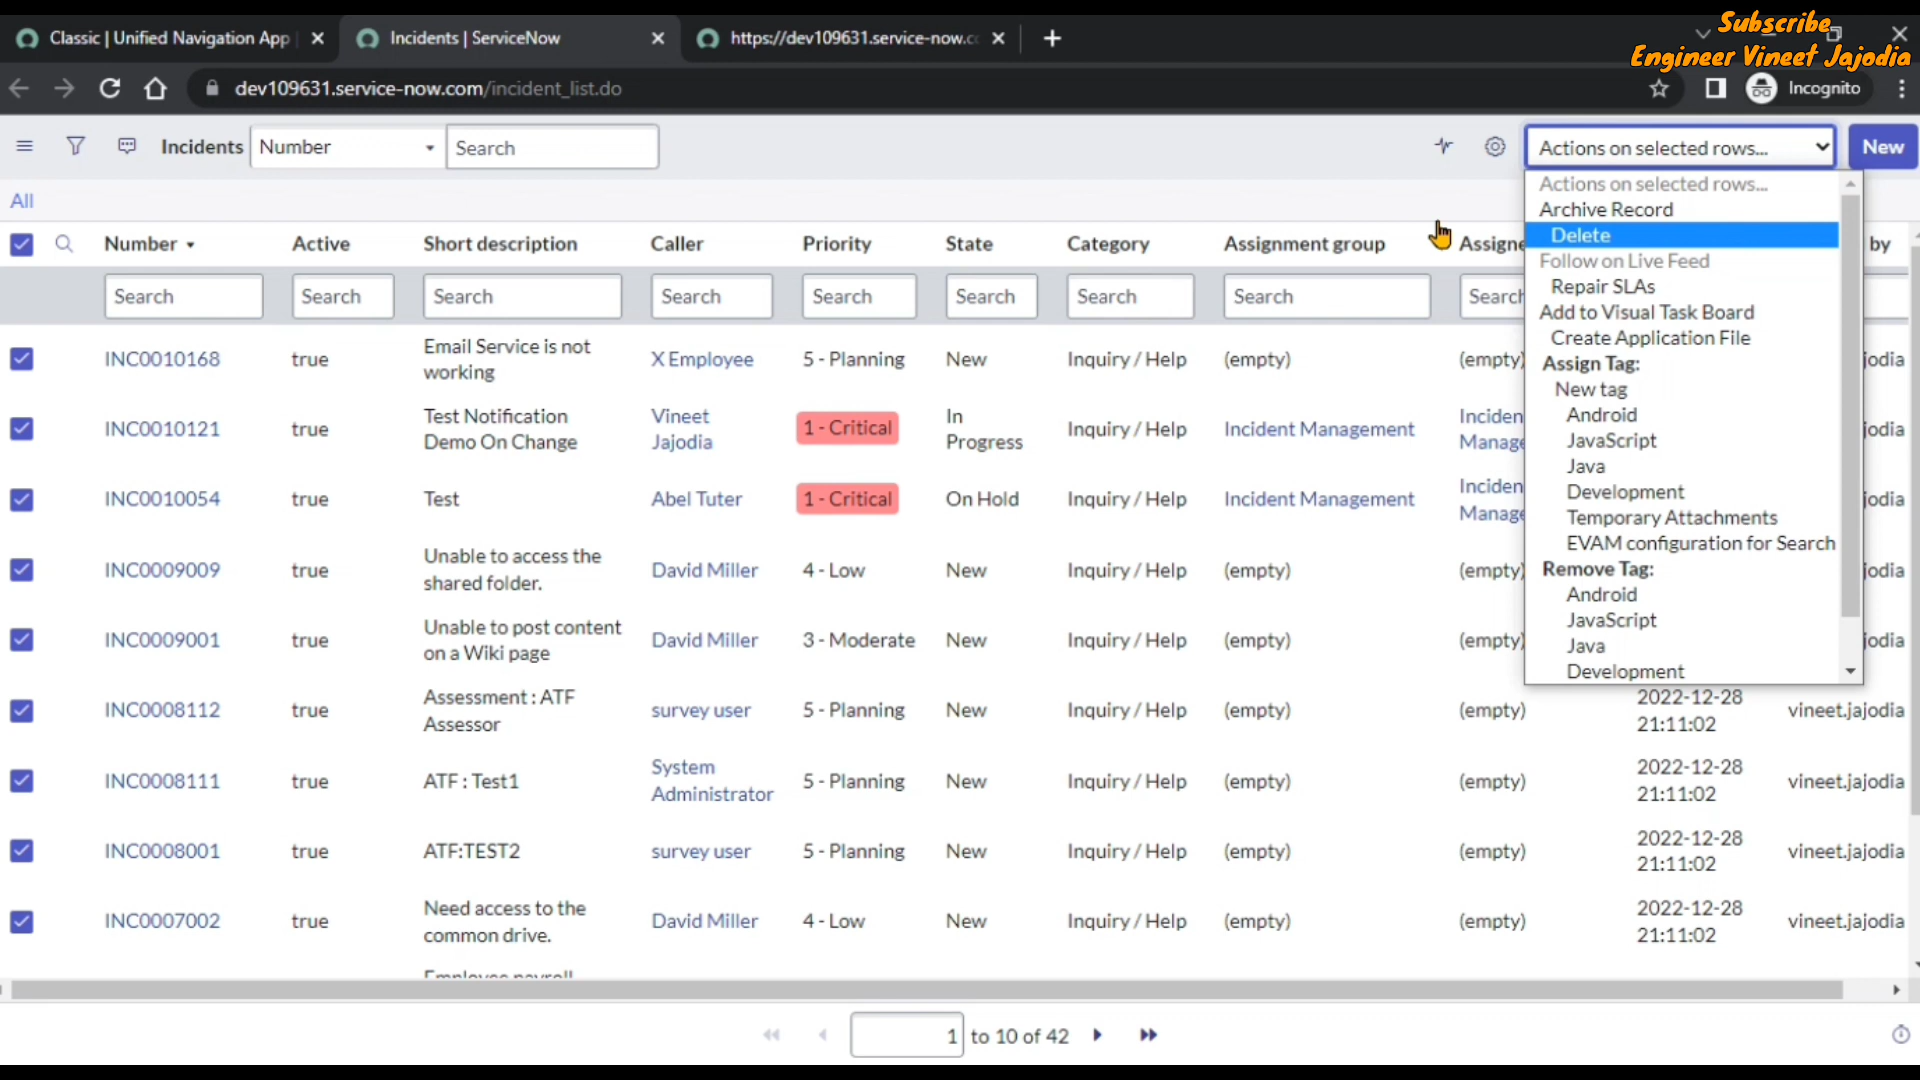 Subscribe
Engineer Vineet Jajodia
Classic | Unified Navigation App
Incidents | ServiceNow
https://dev109631.service-now.c
dev109631.service-now.com/incident_list.do
Incognito
Incidents
Number
Search
Actions on selected rows...
New
All
Number
Active
Short description
Caller
Priority
State
Category
Assignment group
Assigne
by
Search
Search
Search
Search
Search
Search
Search
Search
Search
INC0010168
true
Email Service is not
working
X Employee
5 - Planning
New
Inquiry / Help
(empty)
(empty)
jodia
INC0010121
true
Test Notification
Demo On Change
Vineet
Jajodia
1 - Critical
In
Progress
Inquiry / Help
Incident Management
Inciden
Manage
jodia
INC0010054
true
Test
Abel Tuter
1 - Critical
On Hold
Inquiry / Help
Incident Management
Inciden
Manage
jodia
INC0009009
true
Unable to access the
shared folder.
David Miller
4 - Low
New
Inquiry / Help
(empty)
(empty)
jodia
INC0009001
true
Unable to post content
on a Wiki page
David Miller
3 - Moderate
New
Inquiry / Help
(empty)
(empty)
jodia
INC0008112
true
Assessment : ATF
Assessor
survey user
5 - Planning
New
Inquiry / Help
(empty)
(empty)
2022-12-28
21:11:02
vineet.jajodia
INC0008111
true
ATF : Test1
System
Administrator
5 - Planning
New
Inquiry / Help
(empty)
(empty)
2022-12-28
21:11:02
vineet.jajodia
INC0008001
true
ATF:TEST2
survey user
5 - Planning
New
Inquiry / Help
(empty)
(empty)
2022-12-28
21:11:02
vineet.jajodia
INC0007002
true
Need access to the
common drive.
David Miller
4 - Low
New
Inquiry / Help
(empty)
(empty)
2022-12-28
21:11:02
vineet.jajodia
Employee payroll
Actions on selected rows...
Archive Record
Delete
Follow on Live Feed
Repair SLAs
Add to Visual Task Board
Create Application File
Assign Tag:
New tag
Android
JavaScript
Java
Development
Temporary Attachments
EVAM configuration for Search
Remove Tag:
Android
JavaScript
Java
Development
1 to 10 of 42